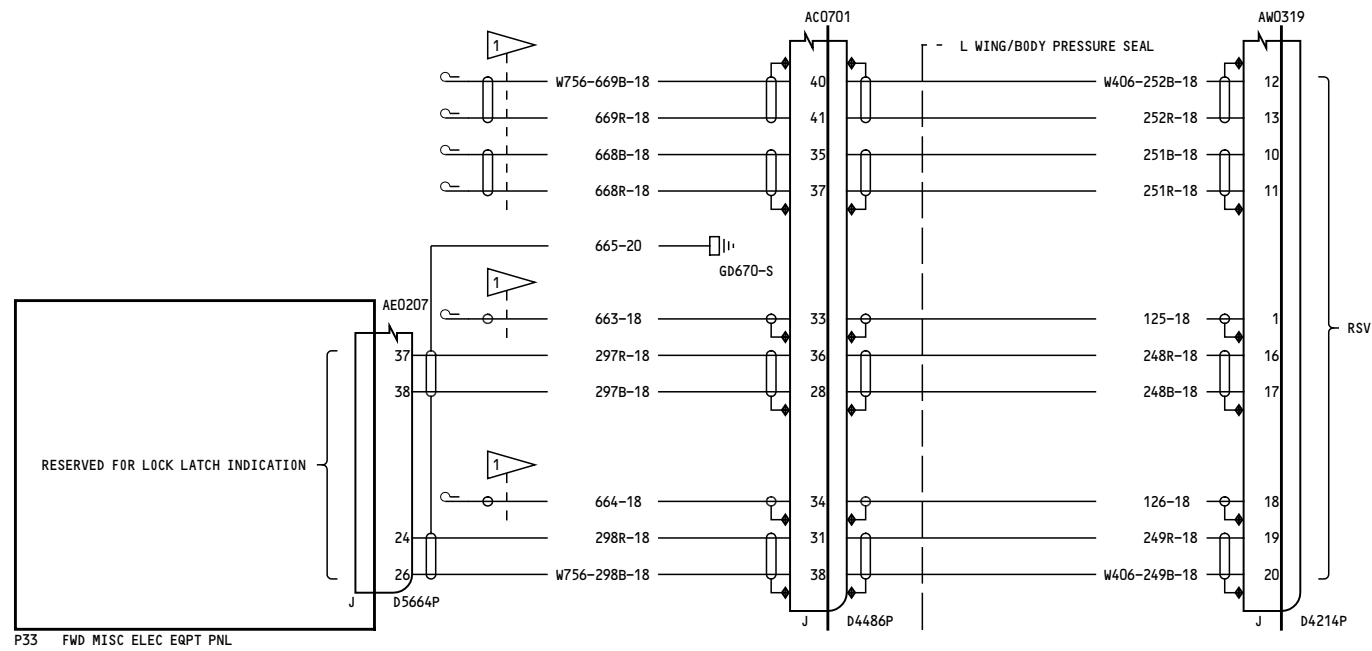 AC0701 AW0319
1 L WING/BODY PRESSURE SEAL
W756-669B-18 40 W406-252B-18 12
669R-18 41 252R-18 13
668B-18 35 251B-18 10
668R-18 37 251R-18 11
665-20
GD670-S
1
AE0207
663-18 33 125-18 1
RSV
37 297R-18 36 248R-18 16
38 297B-18 28 248B-18 17
RESERVED FOR LOCK LATCH INDICATION 1
664-18 34 126-18 18
24 298R-18 31 249R-18 19
26 W756-298B-18 38 W406-249B-18 20
J D5664P
J D4486P J D4214P
P33 FWD MISC ELEC EQPT PNL